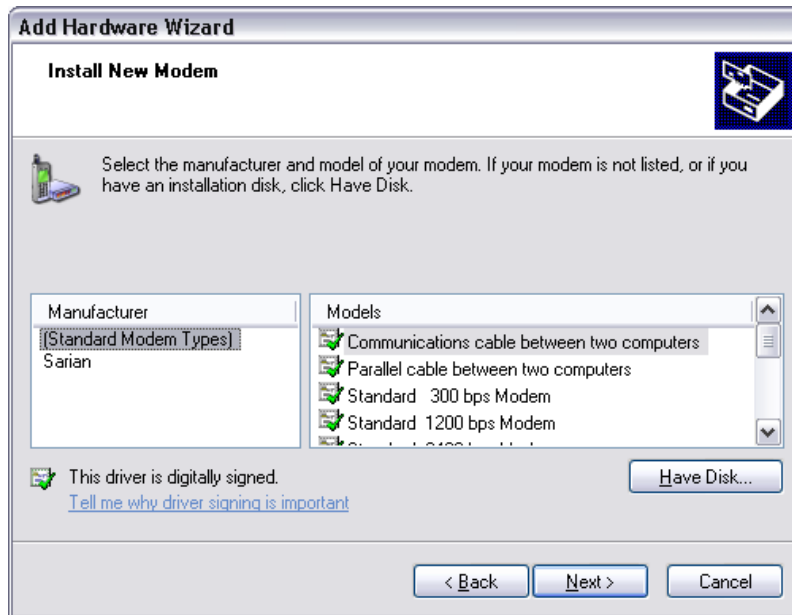 Add Hardware Wizard
Install New Modem
Select the manufacturer and model of your modem. If your modem is not listed, or if you
have an installation disk, click Have Disk.
Manufacturer
(Standard Modem Types)
Sarian
Models
Communications cable between two computers
Parallel cable between two computers
Standard   300 bps Modem
Standard  1200 bps Modem
This driver is digitally signed.
Tell me why driver signing is important
Have Disk...
< Back
Next >
Cancel